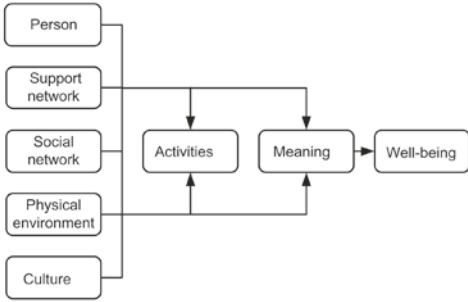 Person
Support
network
Social
network
Activities
Meaning
Well-being
Physical
environment
Culture